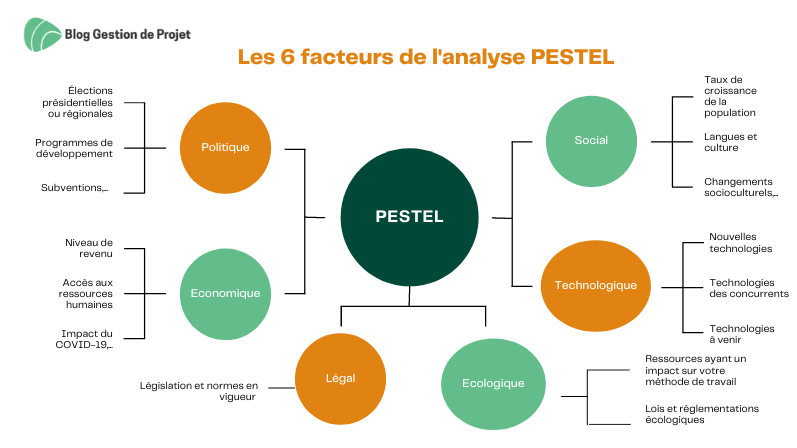 Blog Gestion de Projet
Les 6 facteurs de l'analyse PESTEL
Élections
présidentielles
ou régionales
Programmes de
développement
Subventions,..
Politique
Niveau de
revenu
Accès aux
ressources
humaines
Impact du
COVID-19,..
Economique
PESTEL
Social
Taux de
croissance
de la
population
Langues et
culture
Changements
socioculturels,..
Technologique
Nouvelles
technologies
Technologies
des concurrents
Technologies
à venir
Législation et normes en
vigueur
Légal
Ecologique
Ressources ayant un
impact sur votre
méthode de travail
Lois et réglementations
écologiques